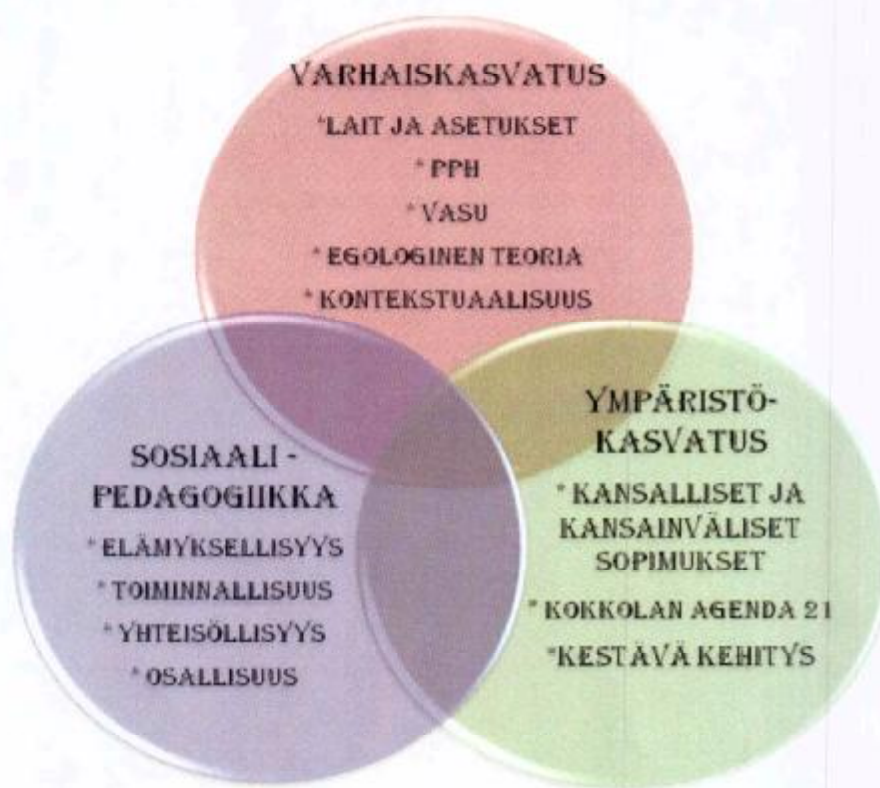 VARHAISKASVATUS
*LAIT JA ASETUKSET
* PPH
* VASU
* EGOLOGINEN TEORIA
* KONTEKSTUAALISUUS
SOSIAALI -
PEDAGOGIIKKA
* ELÄMYKSELLISYYS
* TOIMINNALLISUUS
* YHTEISÖLLISYYS
* OSALLISUUS
YMPÄRISTÖ-
KASVATUS
* KANSALLISET JA
KANSAINVÄLISET
SOPIMUKSET
* KOKKOLAN AGENDA 21
*KESTÄVÄ KEHITYS